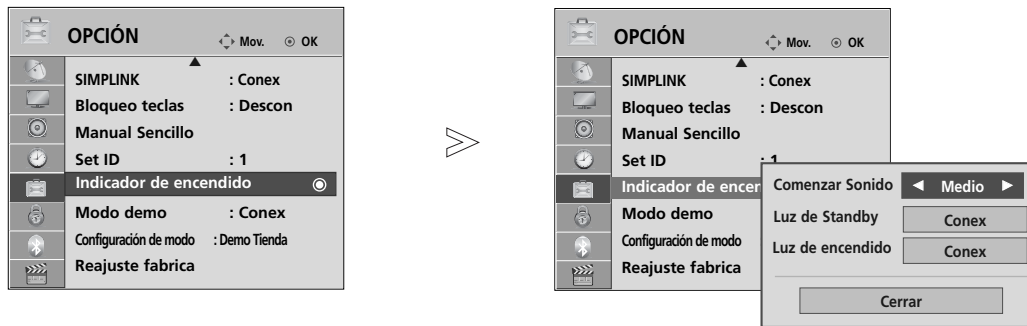 OPCIÓN Mov. OK
SIMPLINK : Conex
Bloqueo teclas : Descon
Manual Sencillo
Set ID : 1
Indicador de encendido
Modo demo : Conex
Configuración de modo : Demo Tienda
Reajuste fabrica
OPCIÓN Mov. OK
SIMPLINK : Conex
Bloqueo teclas : Descon
Manual Sencillo
Set ID : 1
Indicador de encen
Modo demo
Configuración de modo
Reajuste fabrica
Comenzar Sonido ◄ Medio ►
Luz de Standby Conex
Luz de encendido Conex
Cerrar